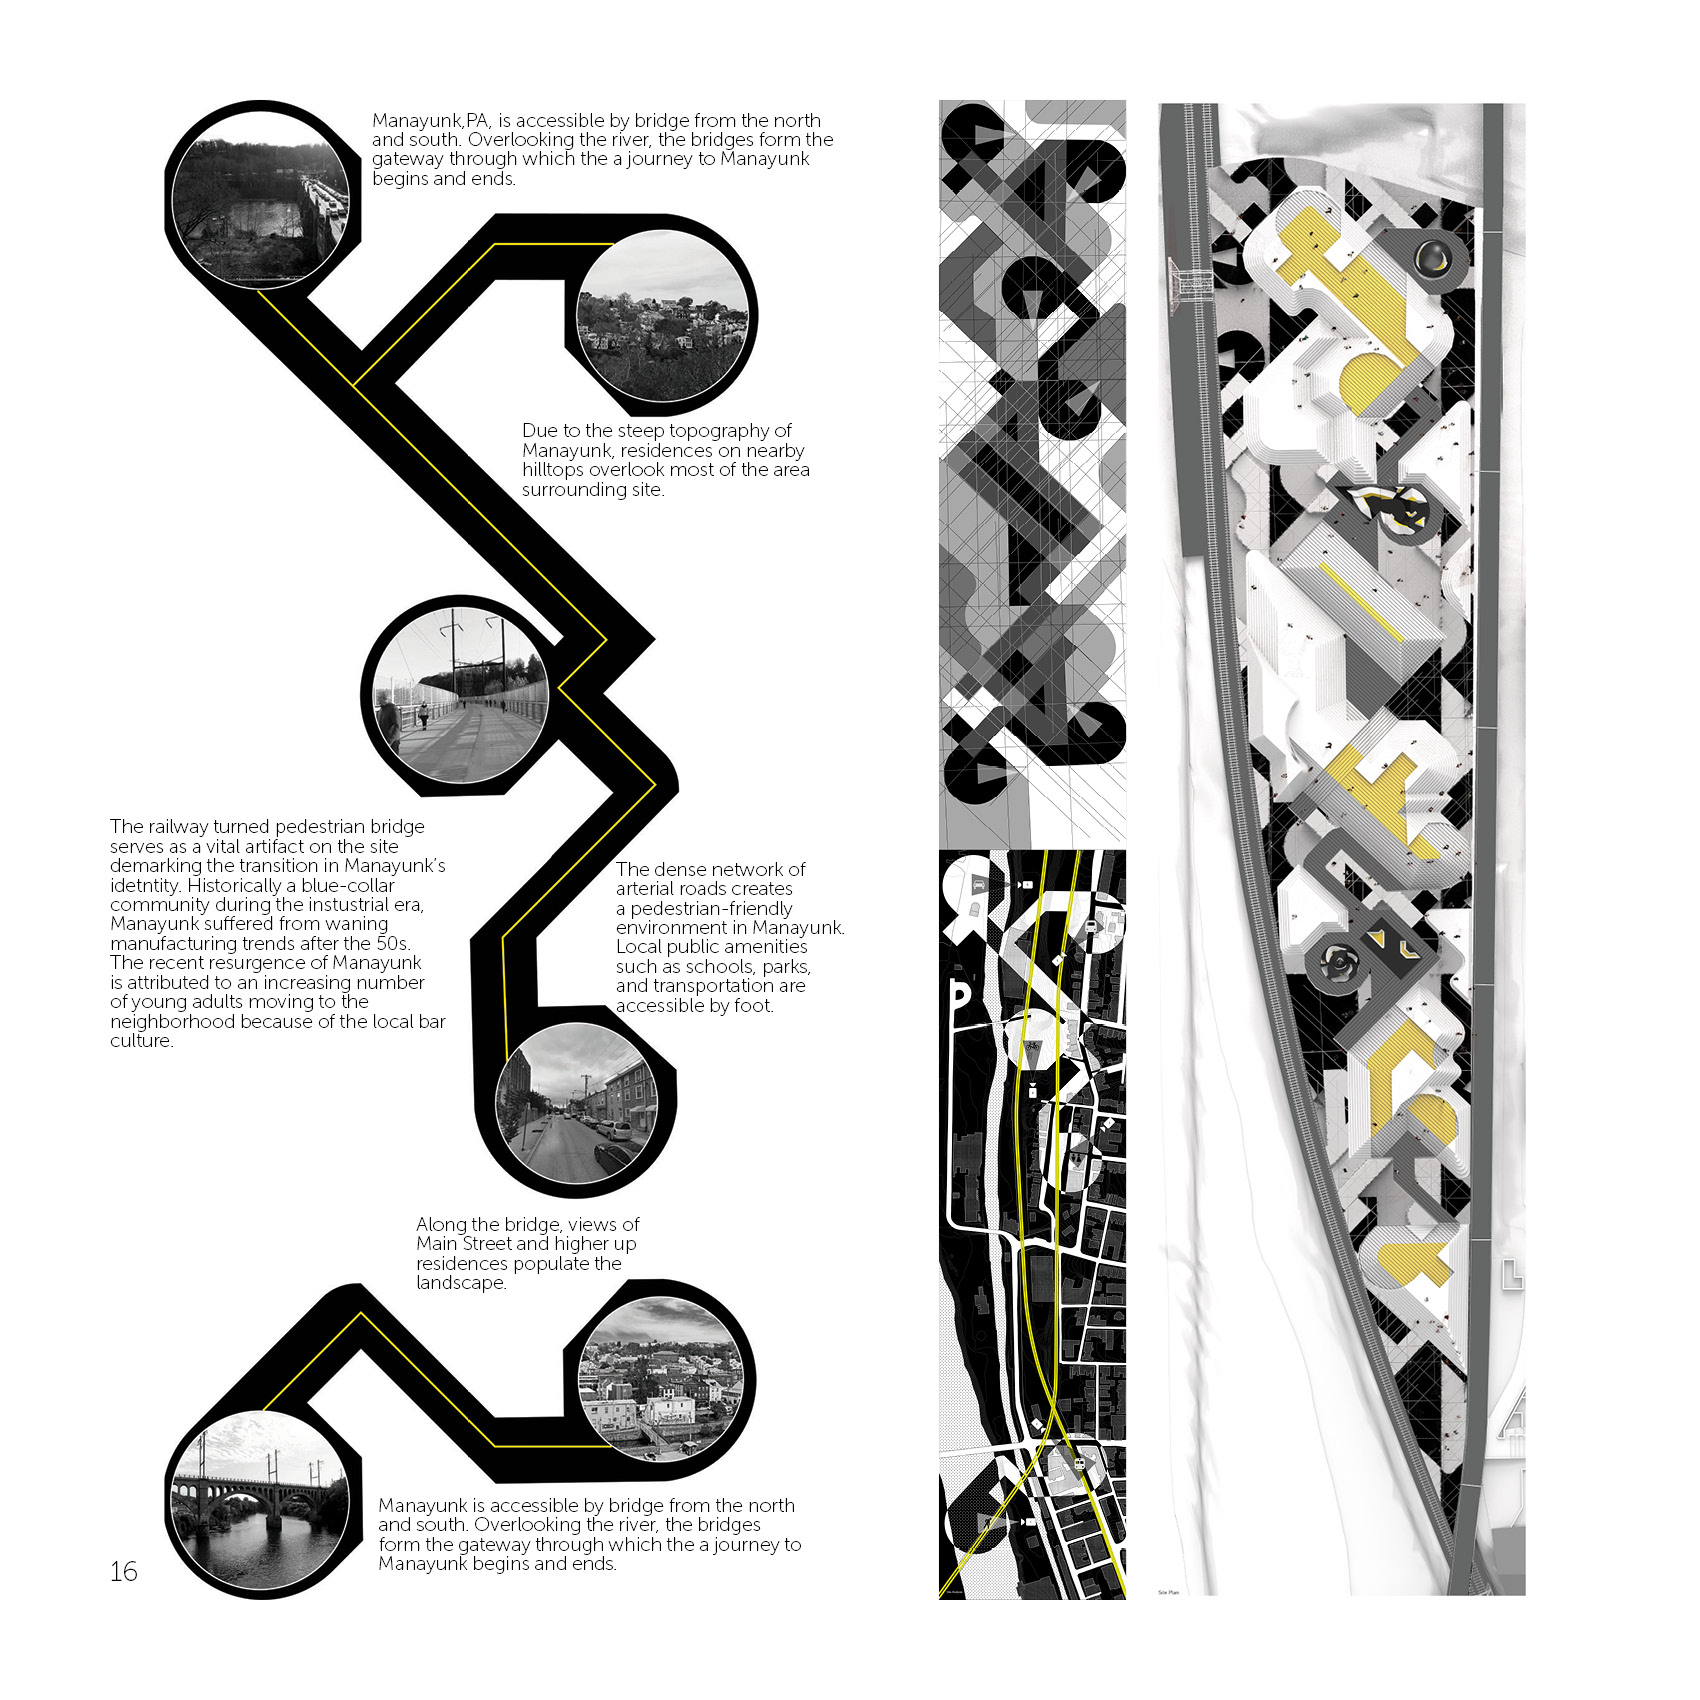 Manayunk,PA, is accessible by bridge from the north
and south. Overlooking the river, the bridges form the
gateway through which the a journey to Manayunk
begins and ends.
Due to the steep topography of
Manayunk, residences on nearby
hilltops overlook most of the area
surrounding site.
The railway turned pedestrian bridge
serves as a vital artifact on the site
demarking the transition in Manayunk's
idetntity. Historically a blue-collar
community during the instustrial era,
Manayunk suffered from waning
manufacturing trends after the 50s.
The recent resurgence of Manayunk
is attributed to an increasing number
of young adults moving to the
neighborhood because of the local bar
culture.
The dense network of
arterial roads creates
a pedestrian-friendly
environment in Manayunk.
Local public amenities
such as schools, parks,
and transportation are
accessible by foot.
Along the bridge, views of
Main Street and higher up
residences populate the
landscape.
Manayunk is accessible by bridge from the north
and south. Overlooking the river, the bridges
form the gateway through which the a journey to
Manayunk begins and ends.
16
Site Plan